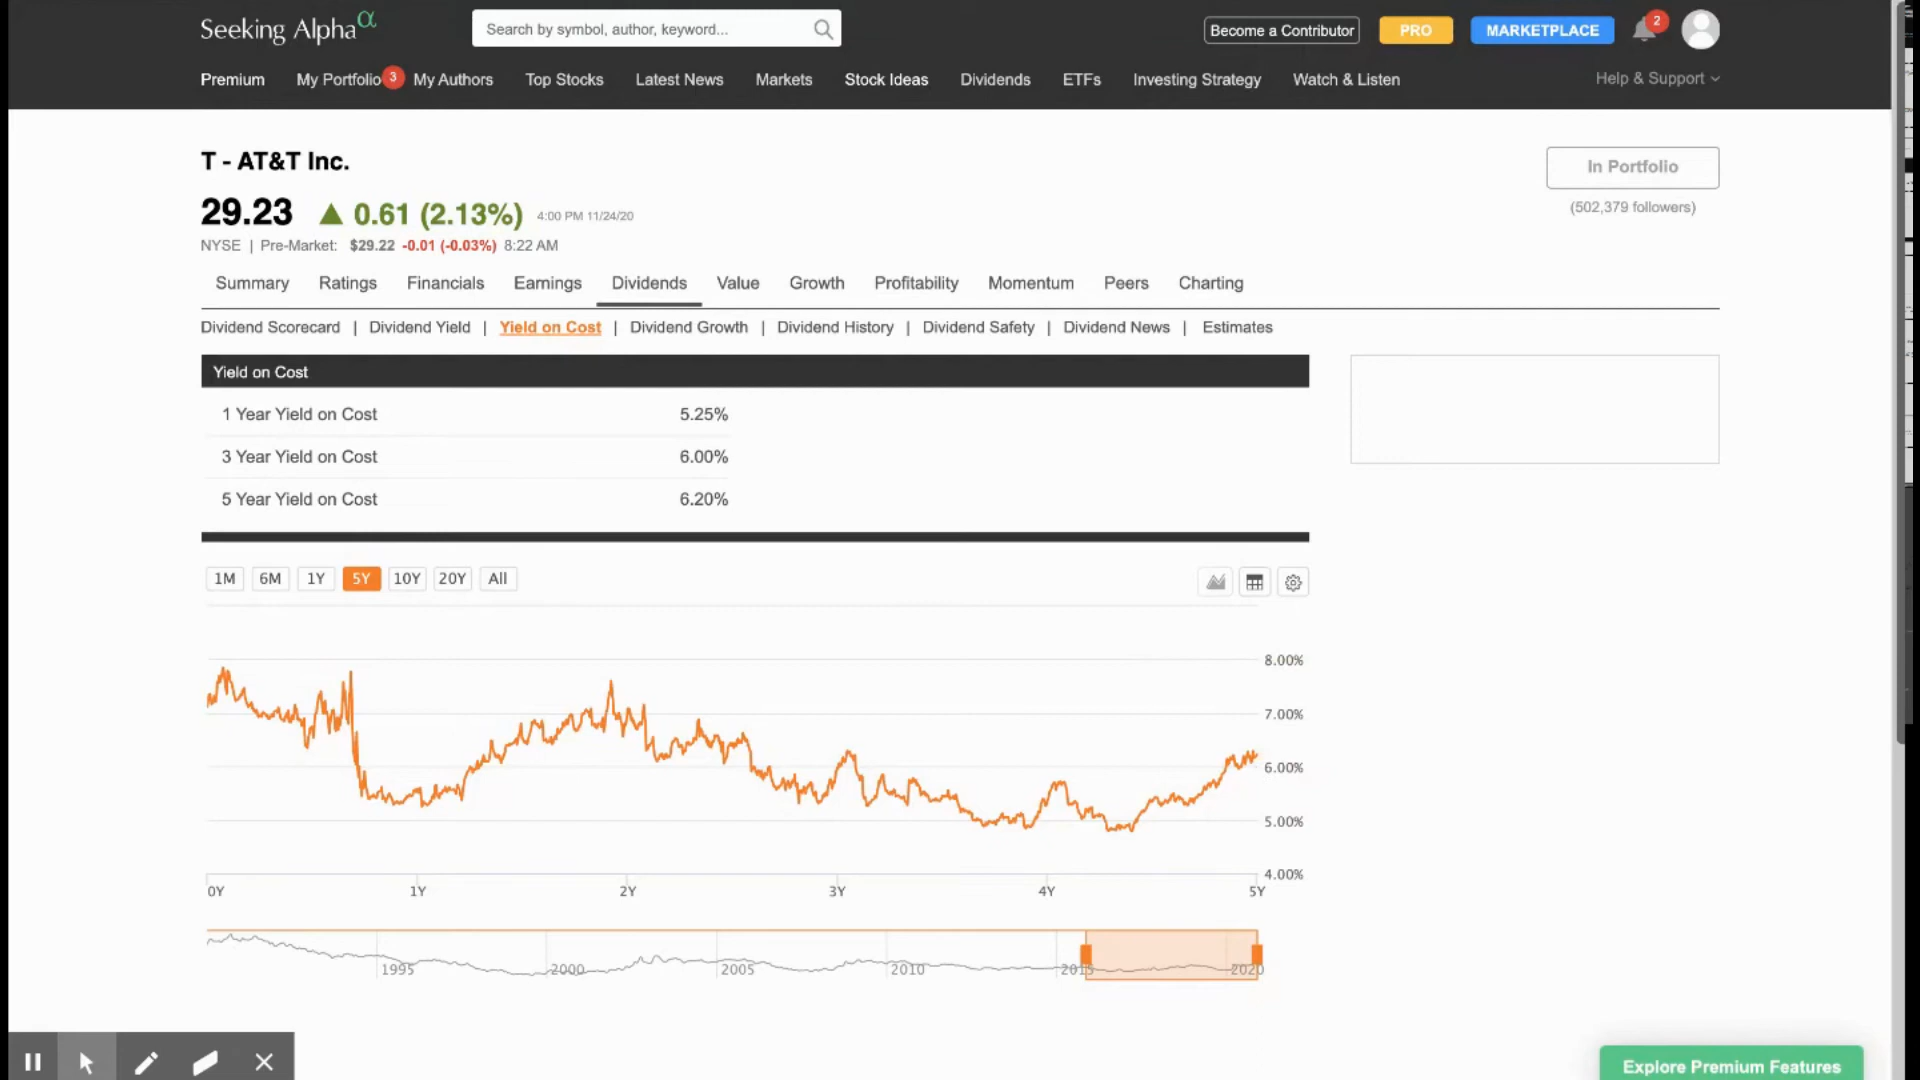 Seeking Alpha α
Search by symbol, author, keyword...
Become a Contributor PRO MARKETPLACE 2
Premium My Portfolio 3 My Authors Top Stocks Latest News Markets Stock Ideas Dividends ETFs Investing Strategy Watch & Listen Help & Support
T - AT&T Inc.
In Portfolio
29.23 ▲ 0.61 (2.13%) 4:00 PM 11/24/20
(502,379 followers)
NYSE | Pre-Market: $29.22 -0.01 (-0.03%) 8:22 AM
Summary Ratings Financials Earnings Dividends Value Growth Profitability Momentum Peers Charting
Dividend Scorecard | Dividend Yield | Yield on Cost | Dividend Growth | Dividend History | Dividend Safety | Dividend News | Estimates
Yield on Cost
1 Year Yield on Cost 5.25%
3 Year Yield on Cost 6.00%
5 Year Yield on Cost 6.20%
1M 6M 1Y 5Y 10Y 20Y All
8.00%
7.00%
6.00%
5.00%
4.00%
0Y 1Y 2Y 3Y 4Y 5Y
1995 2000 2005 2010 2015 2020
Explore Premium Features